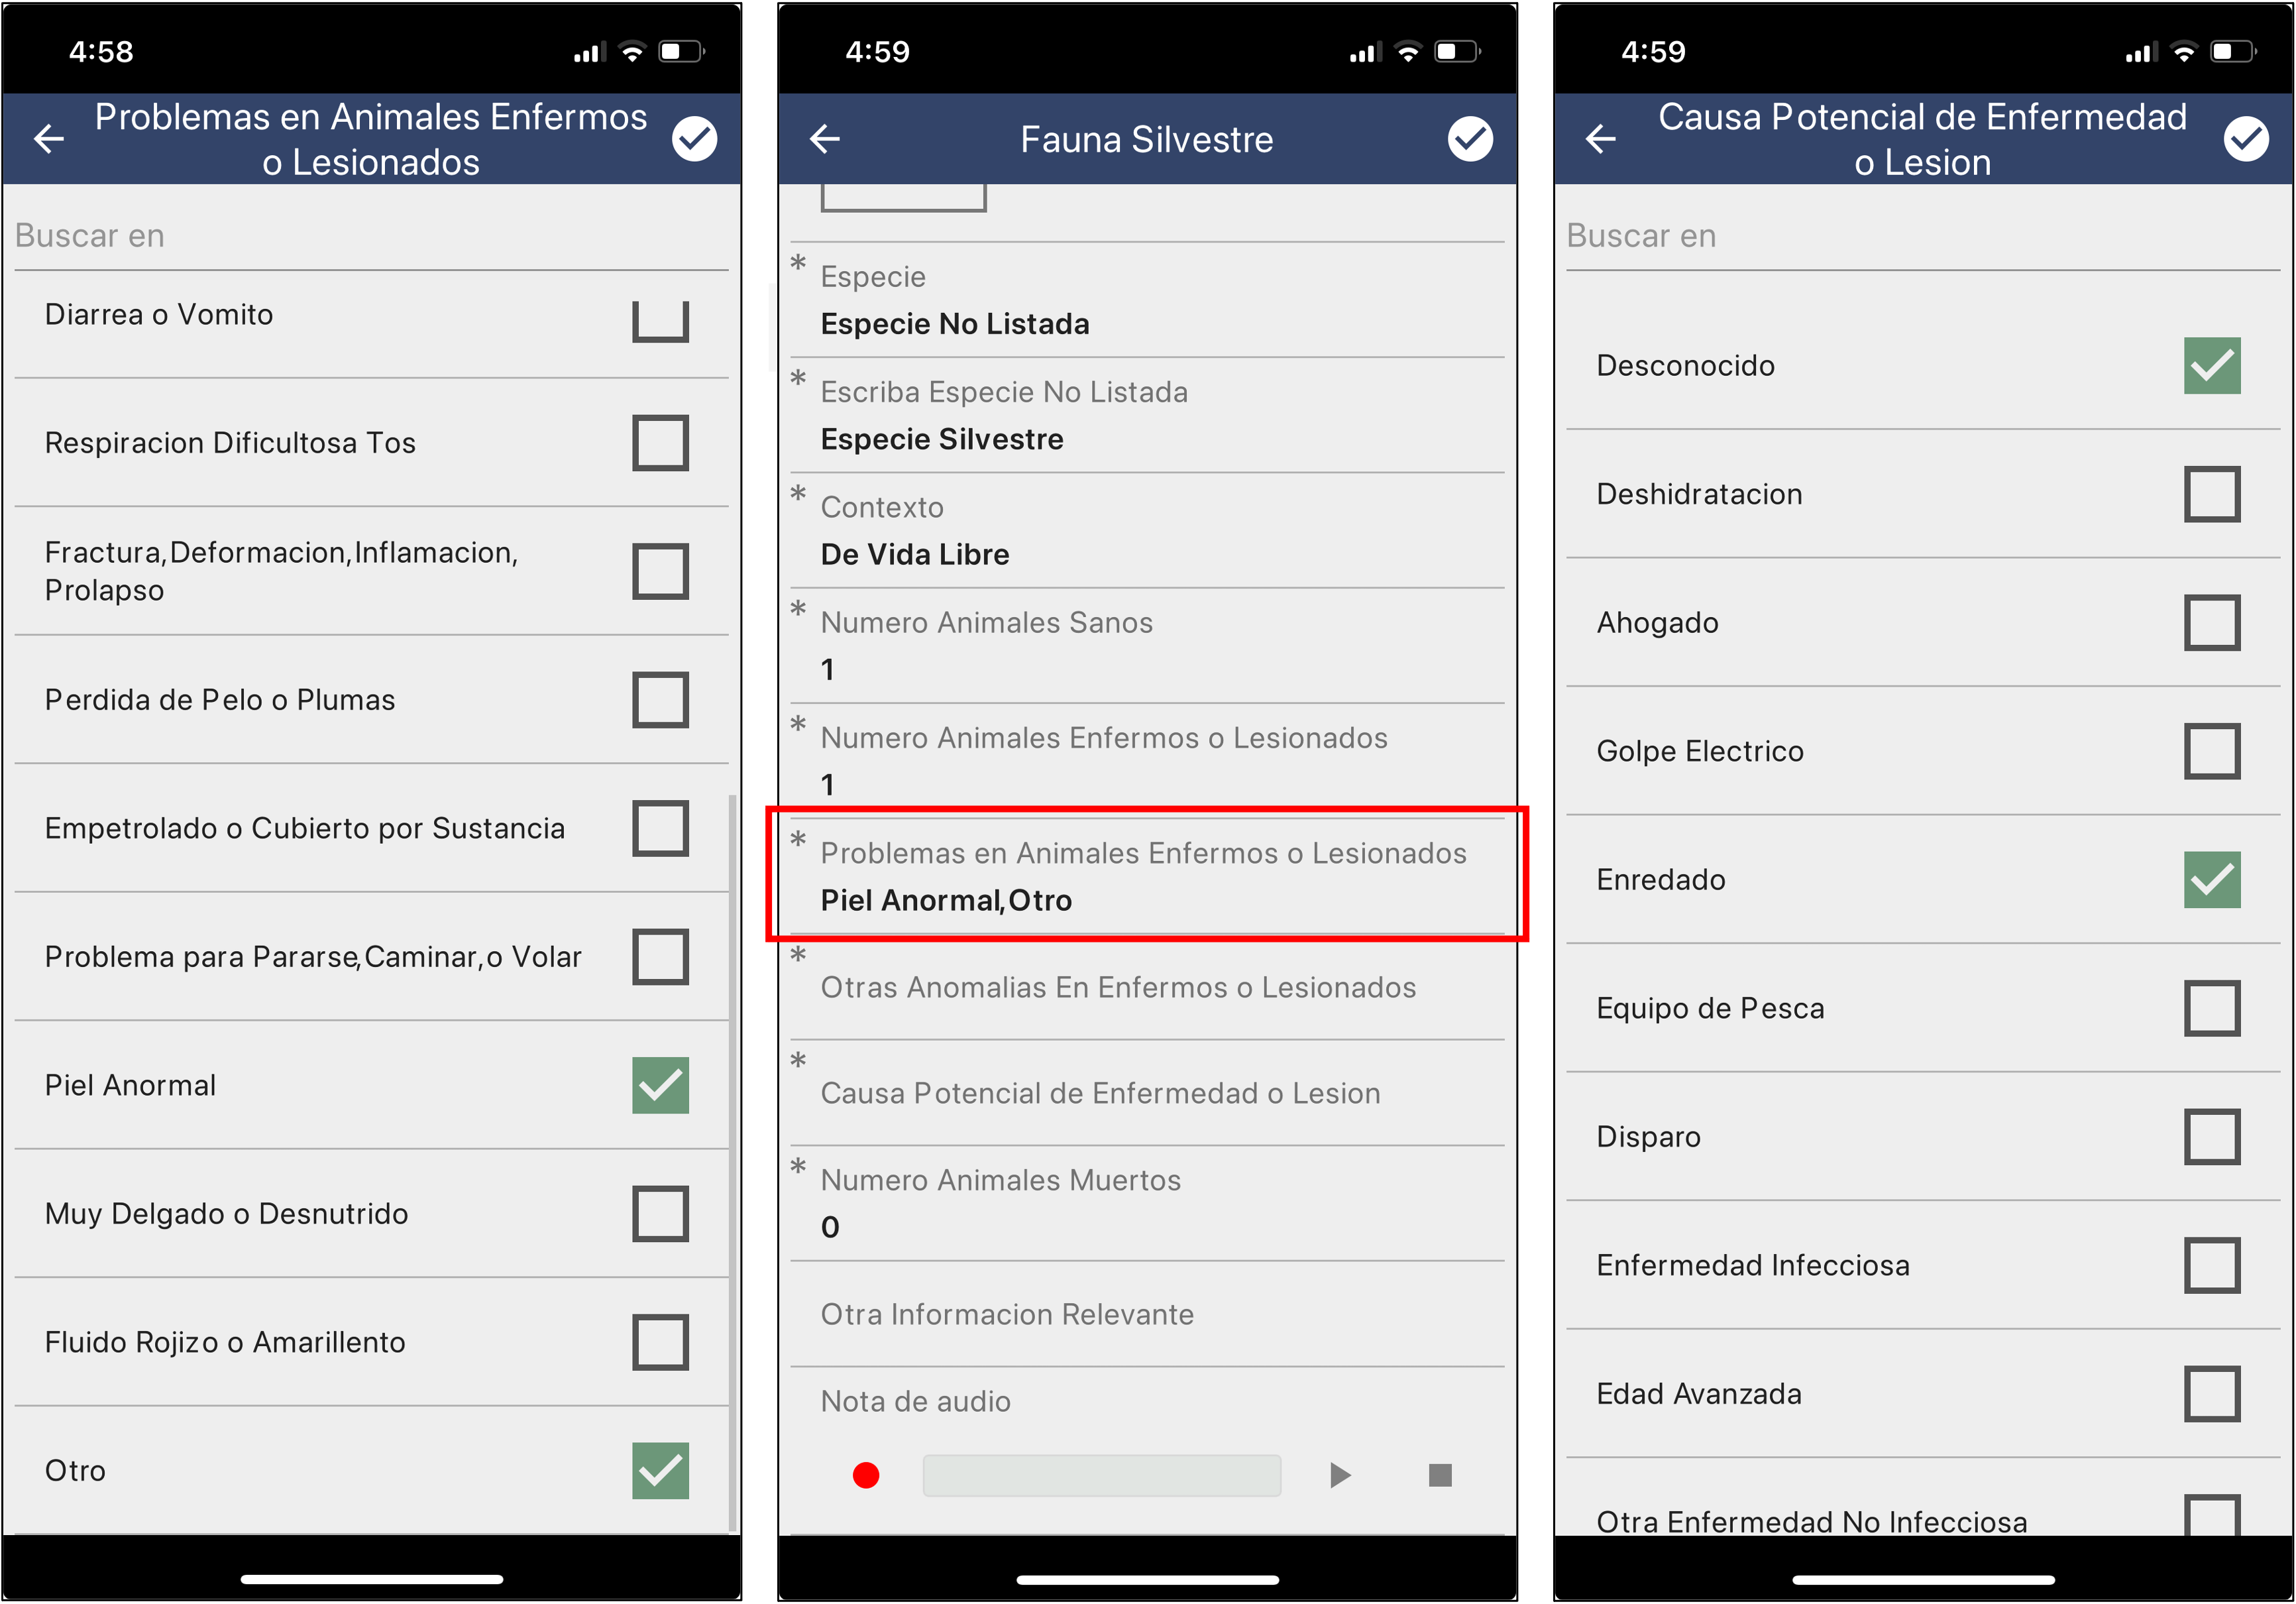 4:58
Problemas en Animales Enfermos
o Lesionados
Buscar en
Diarrea o Vomito
Respiracion Dificultosa Tos
Fractura,Deformacion,Inflamacion,
Prolapso
Perdida de Pelo o Plumas
Empetrolado o Cubierto por Sustancia
Problema para Pararse,Caminar,o Volar
Piel Anormal
Muy Delgado o Desnutrido
Fluido Rojizo o Amarillento
Otro
4:59
Fauna Silvestre
* Especie
Especie No Listada
* Escriba Especie No Listada
Especie Silvestre
* Contexto
De Vida Libre
* Numero Animales Sanos
1
* Numero Animales Enfermos o Lesionados
1
* Problemas en Animales Enfermos o Lesionados
Piel Anormal,Otro
* Otras Anomalias En Enfermos o Lesionados
* Causa Potencial de Enfermedad o Lesion
* Numero Animales Muertos
0
Otra Informacion Relevante
Nota de audio
4:59
Causa Potencial de Enfermedad
o Lesion
Buscar en
Desconocido
Deshidratacion
Ahogado
Golpe Electrico
Enredado
Equipo de Pesca
Disparo
Enfermedad Infecciosa
Edad Avanzada
Otra Enfermedad No Infecciosa